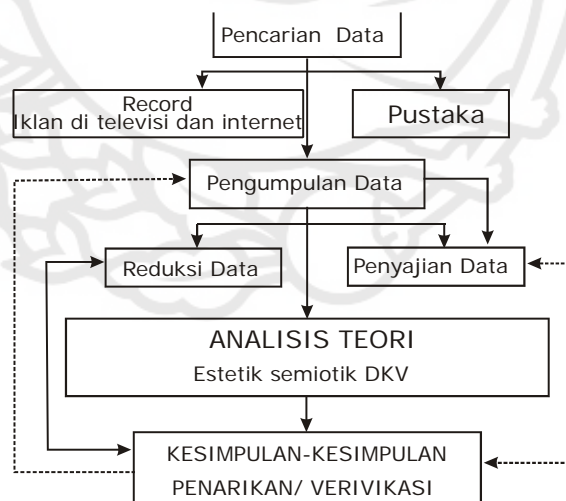 Pencarian Data
Record
Iklan di televisi dan internet
Pustaka
Pengumpulan Data
Reduksi Data
Penyajian Data
ANALISIS TEORI
Estetik semiotik DKV
KESIMPULAN-KESIMPULAN
PENARIKAN/ VERIVIKASI